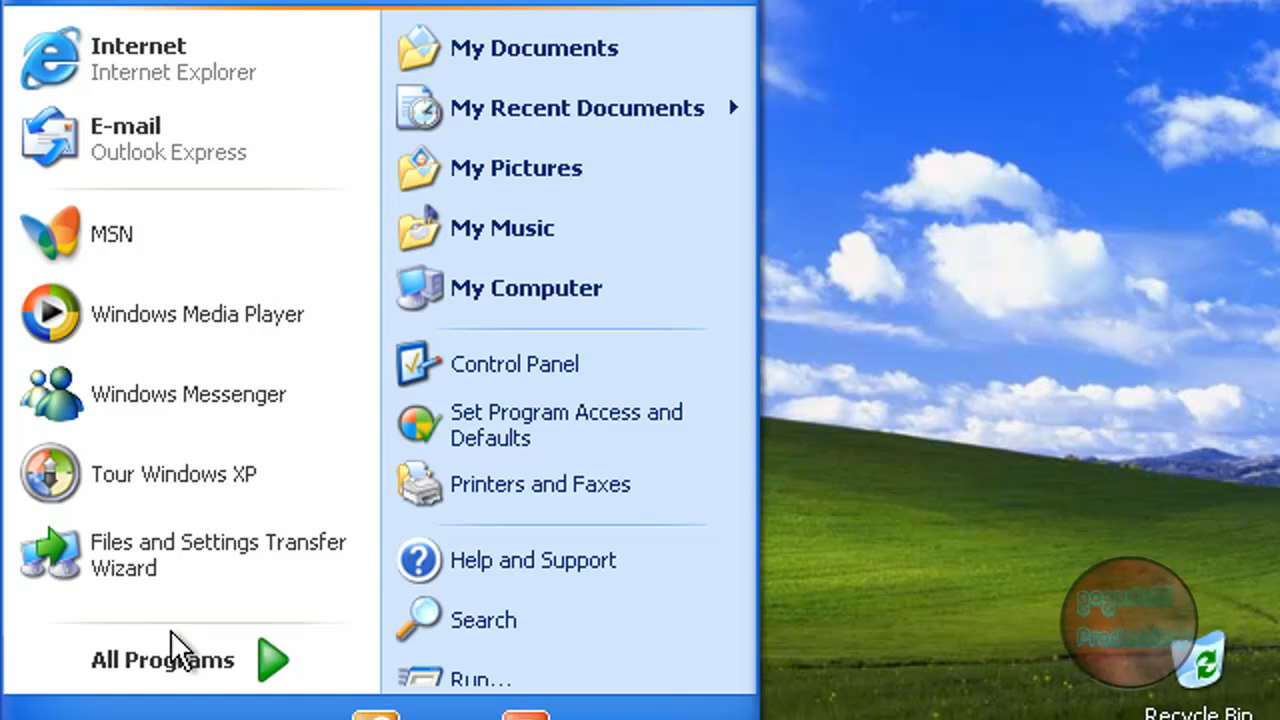 Internet
Internet Explorer
E-mail
Outlook Express
MSN
Windows Media Player
Windows Messenger
Tour Windows XP
Files and Settings Transfer
Wizard
All Programs
My Documents
My Recent Documents
My Pictures
My Music
My Computer
Control Panel
Set Program Access and
Defaults
Printers and Faxes
Help and Support
Search
Run...
Recycle Bin